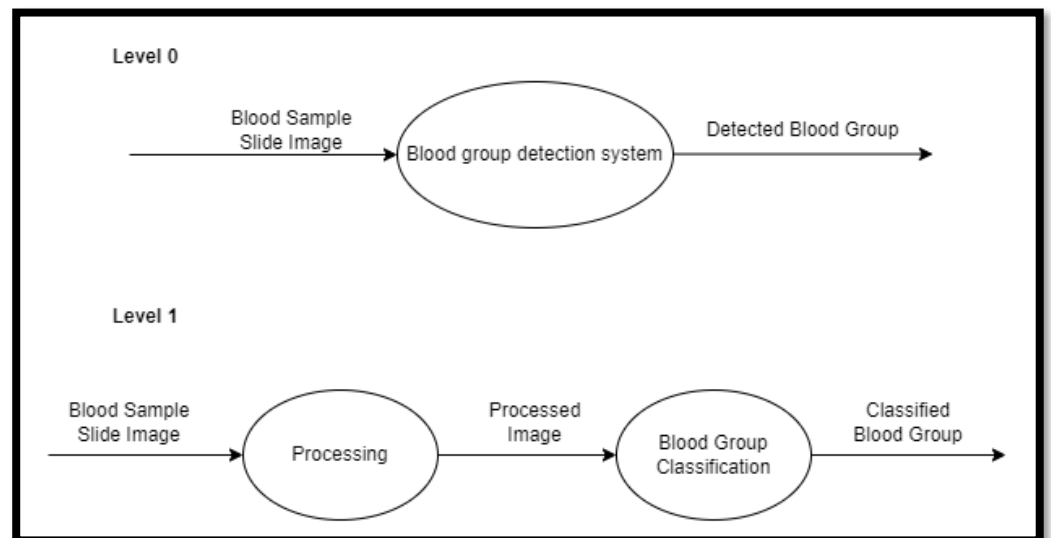 Level 0
Blood Sample
Slide Image
Blood group detection system
Detected Blood Group
Level 1
Blood Sample
Slide Image
Processing
Processed
Image
Blood Group
Classification
Classified
Blood Group